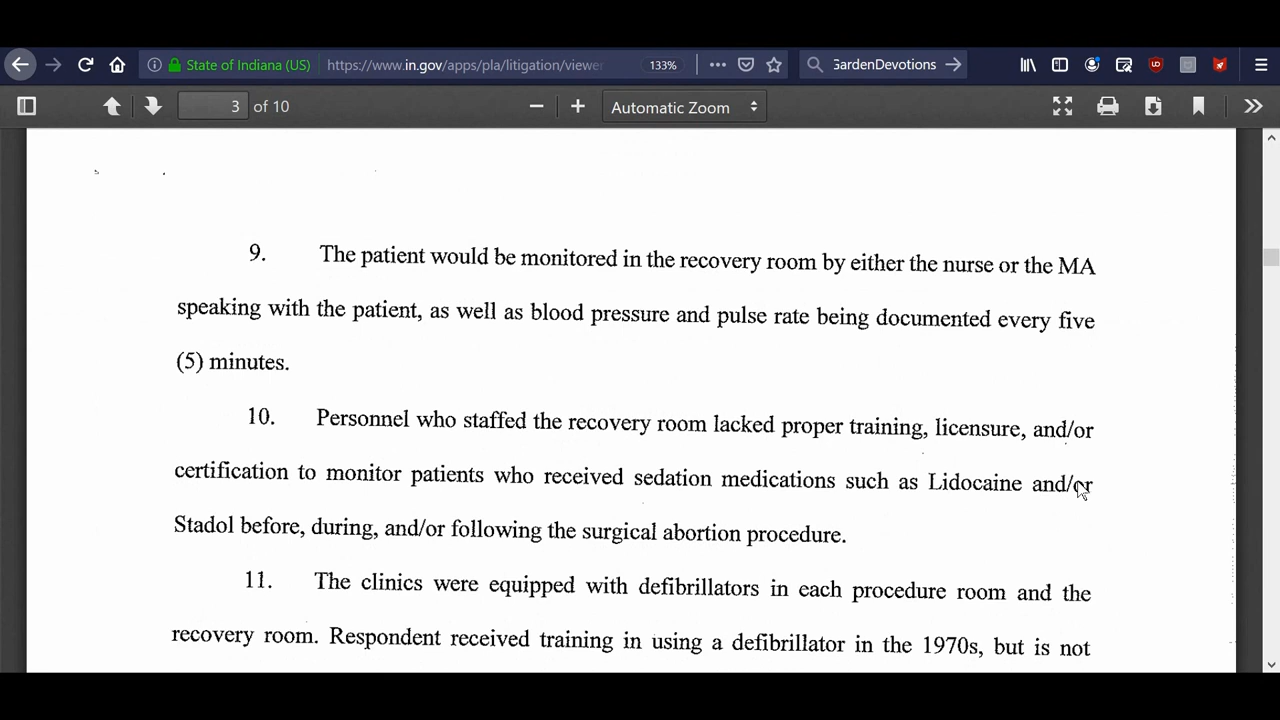 State of Indiana (US)
https://www.in.gov/apps/pla/litigation/viewer
133%
GardenDevotions
3 of 10
Automatic Zoom
9. The patient would be monitored in the recovery room by either the nurse or the MA
speaking with the patient, as well as blood pressure and pulse rate being documented every five
(5) minutes.
10. Personnel who staffed the recovery room lacked proper training, licensure, and/or
certification to monitor patients who received sedation medications such as Lidocaine and/or
Stadol before, during, and/or following the surgical abortion procedure.
11. The clinics were equipped with defibrillators in each procedure room and the
recovery room. Respondent received training in using a defibrillator in the 1970s, but is not